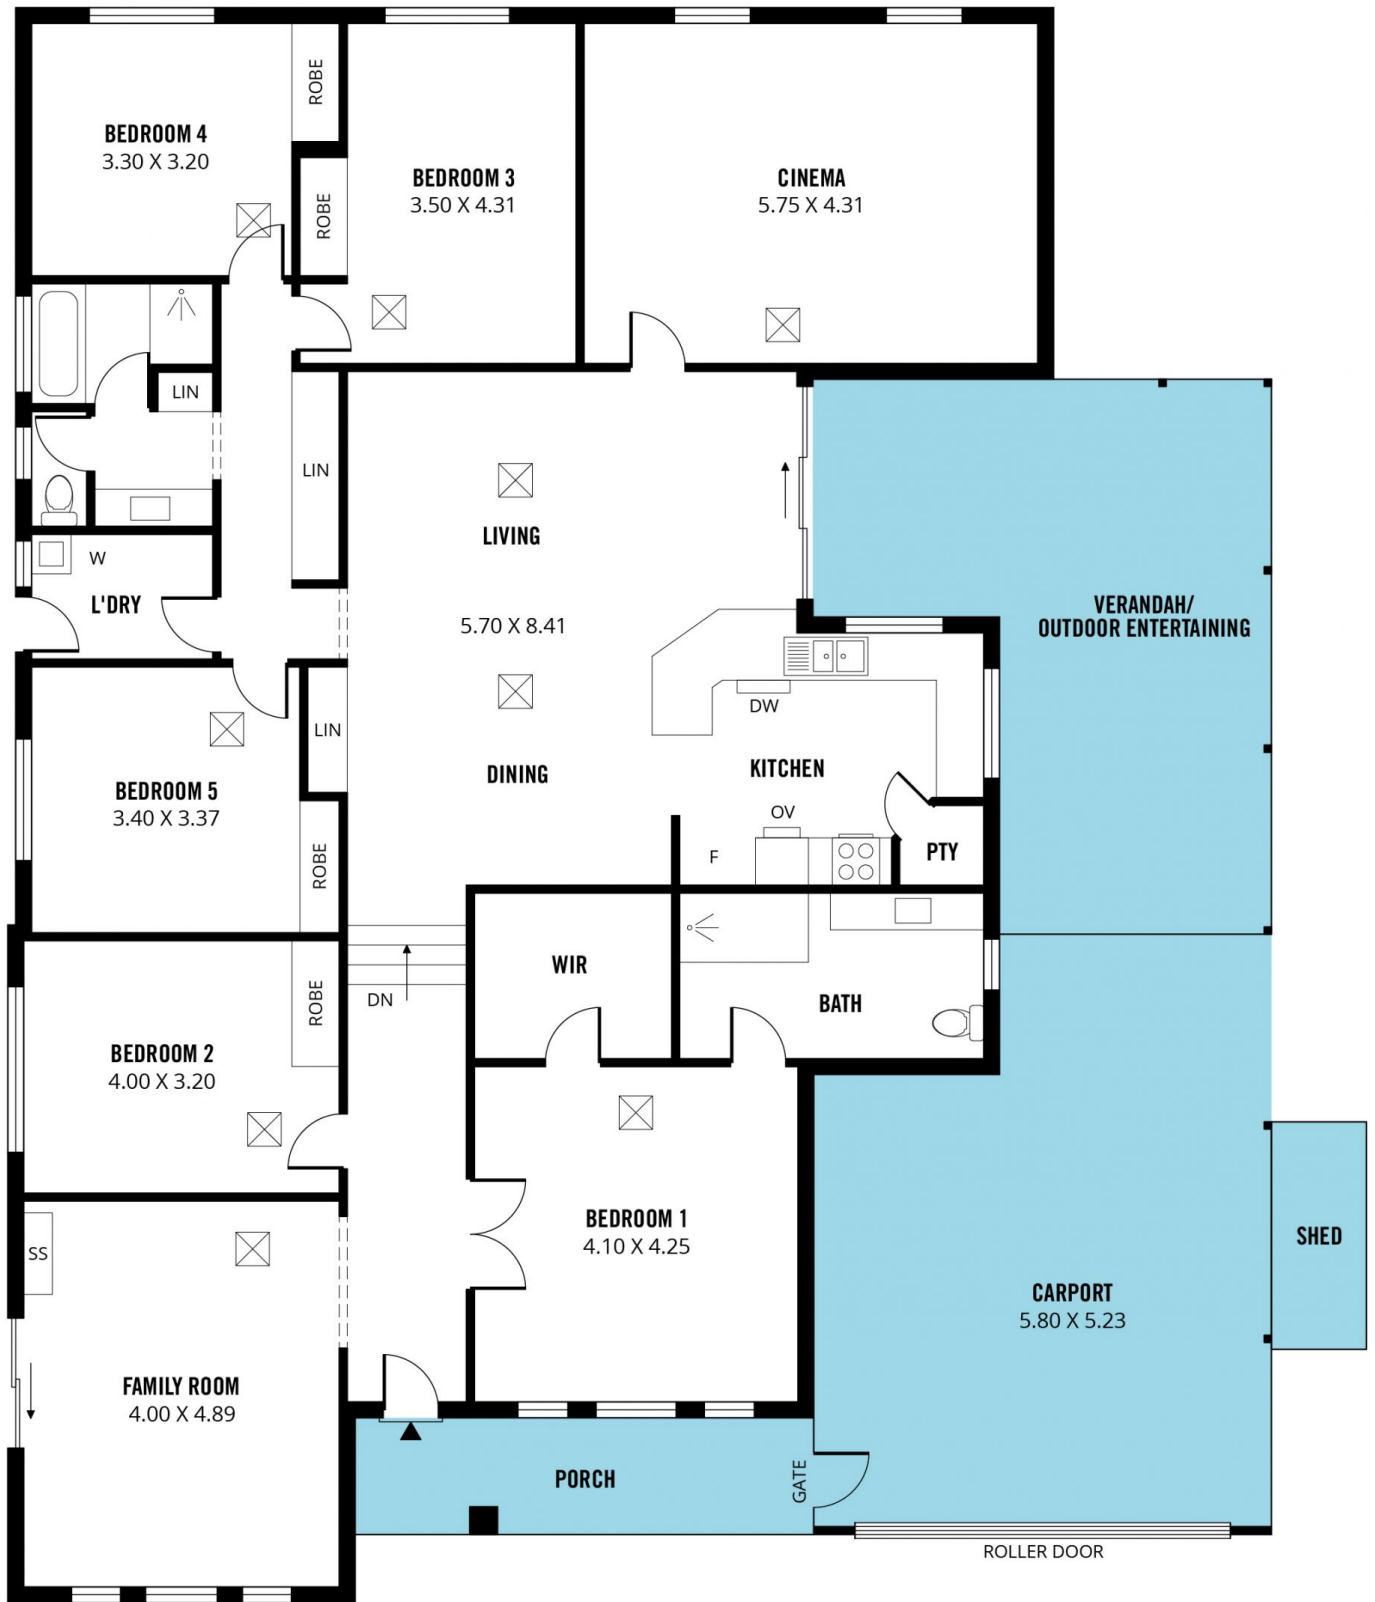 ROBE
BEDROOM 4
3.30 X 3.20
BEDROOM 3
3.50 X 4.31
ROBE
CINEMA
5.75 X 4.31
LIN
LIN
LIVING
W
L'DRY
5.70 X 8.41
VERANDAH/
OUTDOOR ENTERTAINING
DW
LIN
BEDROOM 5
3.40 X 3.37
DINING
KITCHEN
OV
F
PTY
ROBE
WIR
BATH
DN
ROBE
BEDROOM 2
4.00 X 3.20
BEDROOM 1
4.10 X 4.25
SS
SHED
CARPORT
5.80 X 5.23
FAMILY ROOM
4.00 X 4.89
PORCH
GATE
ROLLER DOOR